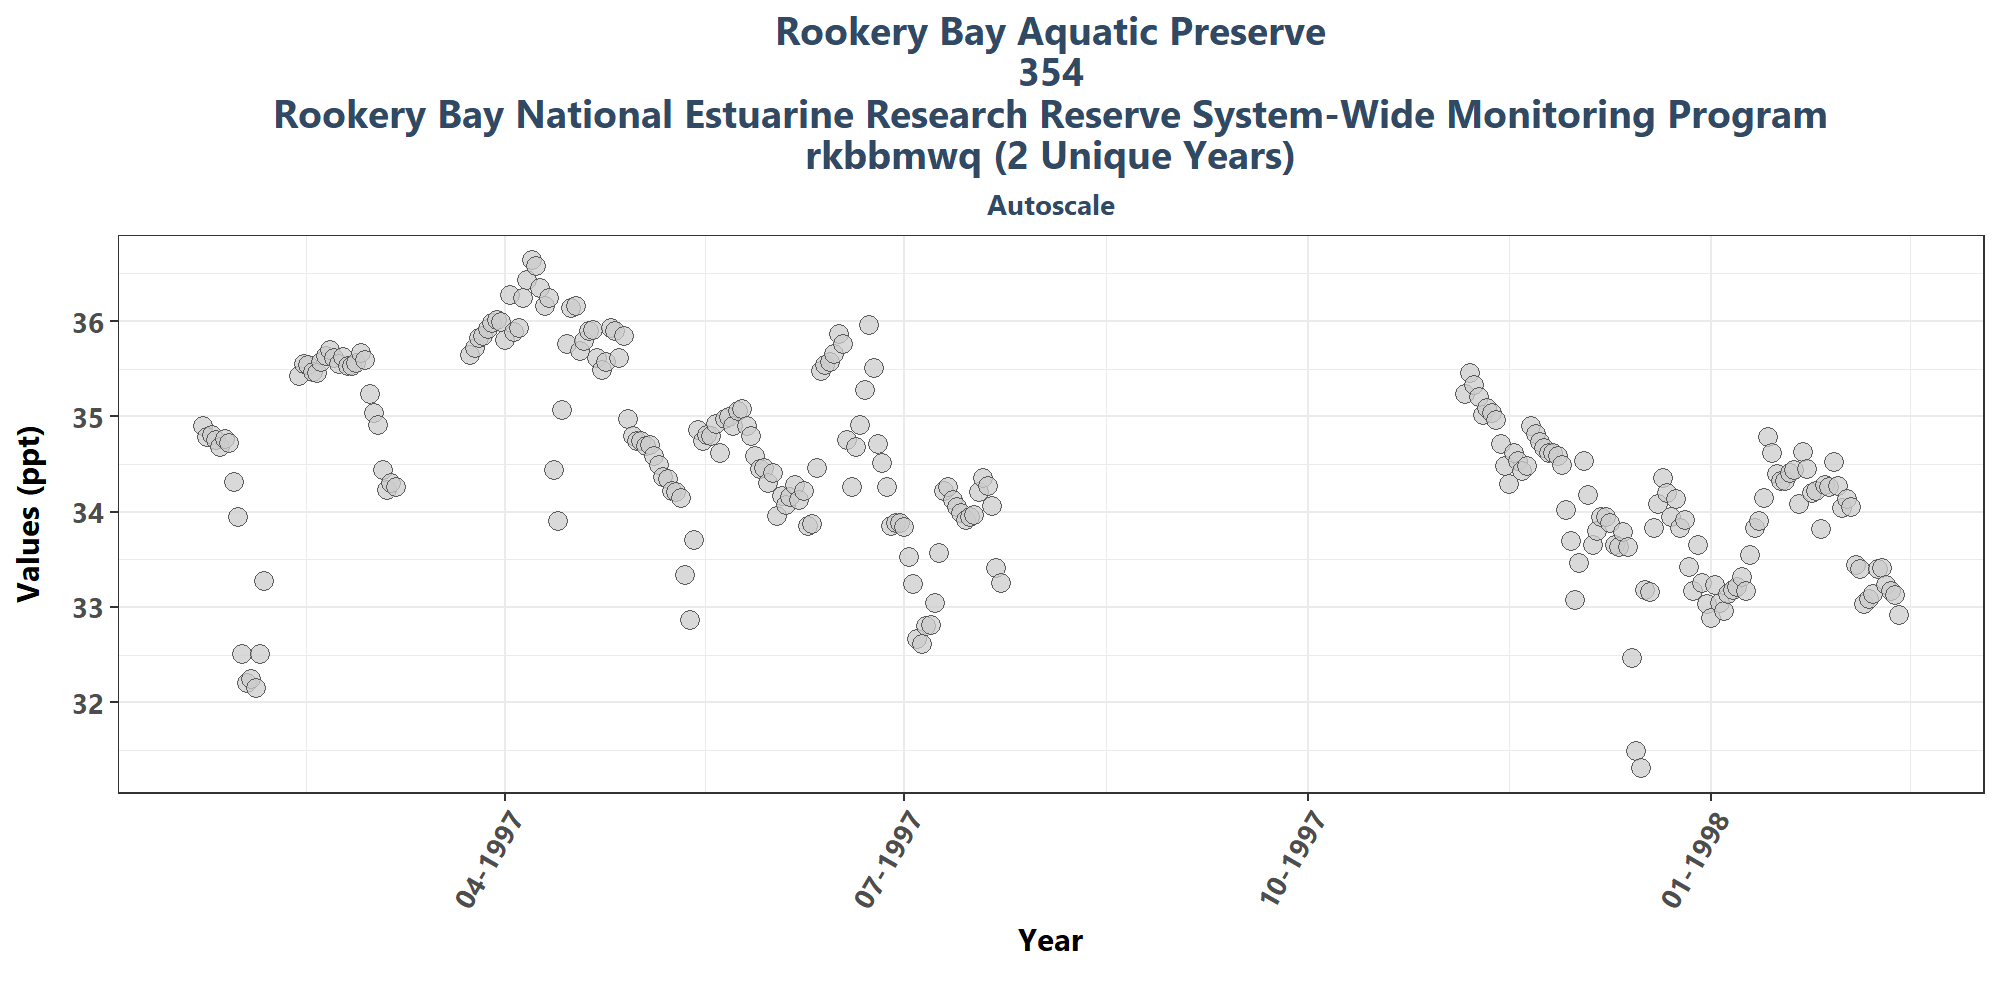 Rookery Bay Aquatic Preserve
354
Rookery Bay National Estuarine Research Reserve System-Wide Monitoring Program
rkbbmwq (2 Unique Years)
Autoscale
Values (ppt)
36
35
34
33
32
04-1997
07-1997
10-1997
01-1998
Year